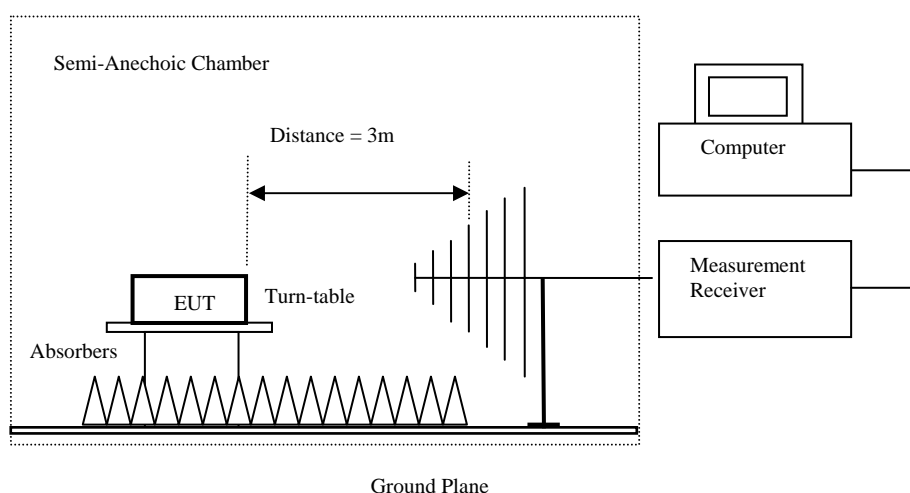 Semi-Anechoic Chamber
Distance = 3m
Computer
Measurement
Receiver
EUT
Turn-table
Absorbers
Ground Plane